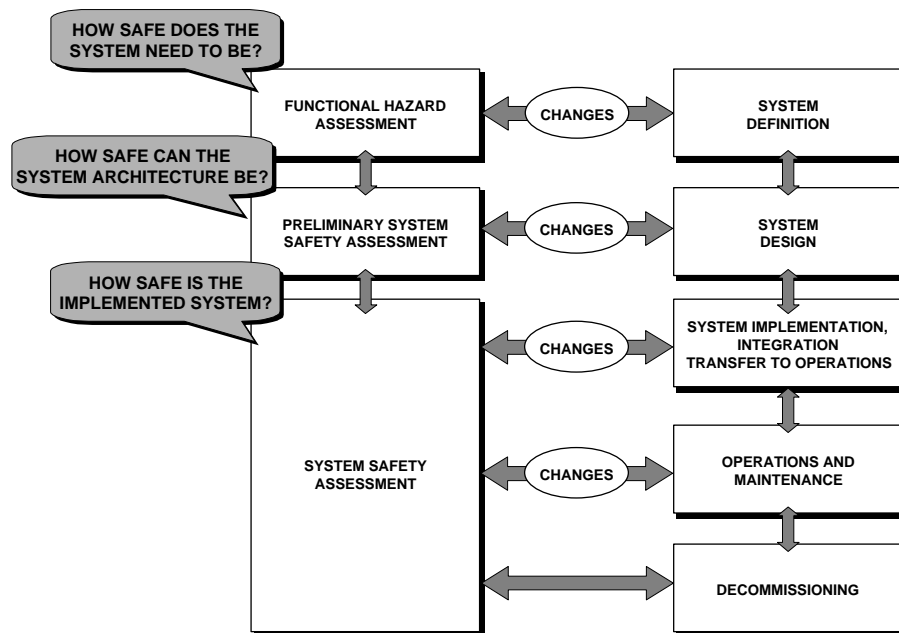 HOW SAFE DOES THE
SYSTEM NEED TO BE?
FUNCTIONAL HAZARD
ASSESSMENT
CHANGES
SYSTEM
DEFINITION
HOW SAFE CAN THE
SYSTEM ARCHITECTURE BE?
PRELIMINARY SYSTEM
SAFETY ASSESSMENT
CHANGES
SYSTEM
DESIGN
HOW SAFE IS THE
IMPLEMENTED SYSTEM?
CHANGES
SYSTEM IMPLEMENTATION,
INTEGRATION
TRANSFER TO OPERATIONS
SYSTEM SAFETY
ASSESSMENT
CHANGES
OPERATIONS AND
MAINTENANCE
DECOMMISSIONING